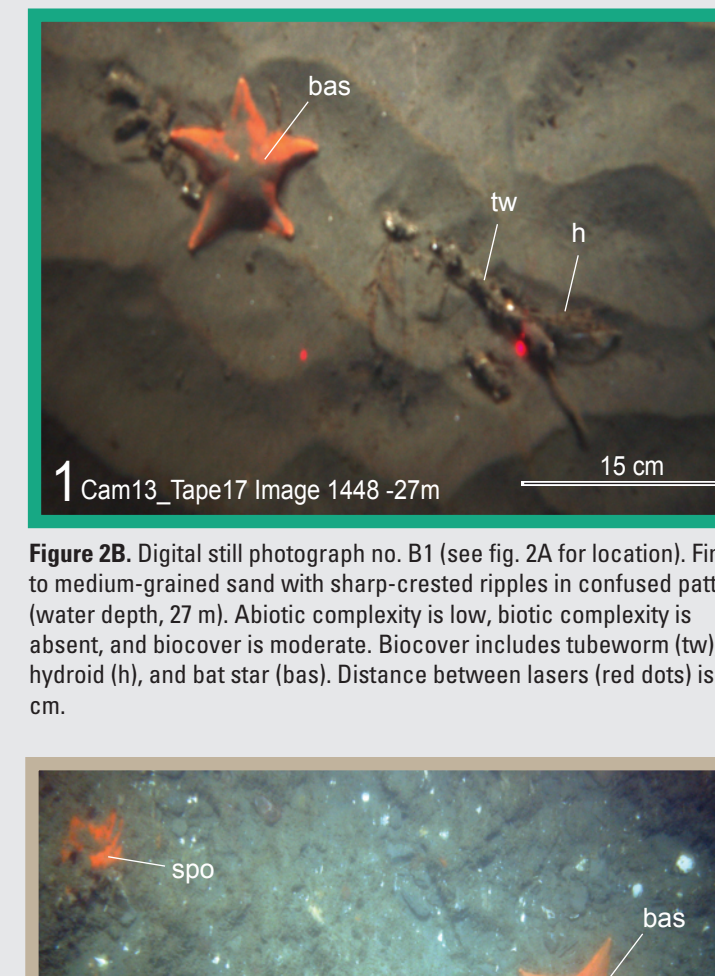 bas
tw
h
15 cm
1 Cam13_Tape17 Image 1448 -27m
Figure 2B. Digital still photograph no. B1 (see fig. 2A for location).
to medium-grained sand with sharp-crested ripples in confused
(water depth, 27 m). Abiotic complexity is low, biotic complexity is
absent, and biocover is moderate. Biocover includes tubeworm (tw)
hydroid (h), and bat star (bas). Distance between lasers (red dots) is
cm.
spo
bas